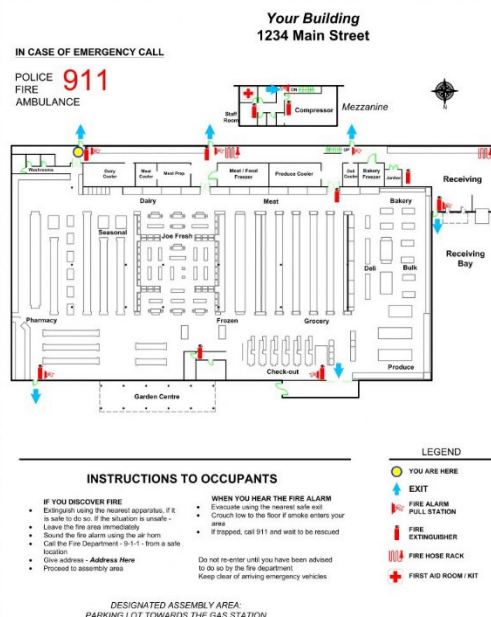 Your Building
1234 Main Street
IN CASE OF EMERGENCY CALL
POLICE
FIRE
AMBULANCE
911
Staff
Room
DN
Compressor
Mezzanine
N
Washrooms
Dairy
Cooler
Meat
Cooler
Meat Prep
Meat / Food
Freezer
Produce Cooler
UP
Deli
Cooler
Bakery
Freezer
Janitor
Receiving
Dairy
Meat
Bakery
Seasonal
Joe Fresh
Receiving
Bay
Deli
Bulk
Pharmacy
Frozen
Grocery
Check-out
Produce
Garden Centre
LEGEND
YOU ARE HERE
EXIT
FIRE ALARM
PULL STATION
FIRE
EXTINGUISHER
FIRE HOSE RACK
FIRST AID ROOM / KIT
INSTRUCTIONS TO OCCUPANTS
IF YOU DISCOVER FIRE
• Extinguish using the nearest apparatus, if it
is safe to do so. If the situation is unsafe -
• Leave the fire area immediately
• Sound the fire alarm using the air horn
• Call the Fire Department - 9-1-1 - from a safe
location
• Give address - Address Here
• Proceed to assembly area
WHEN YOU HEAR THE FIRE ALARM
• Evacuate using the nearest safe exit
• Crouch low to the floor if smoke enters your
area
• If trapped, call 911 and wait to be rescued
Do not re-enter until you have been advised
to do so by the fire department
Keep clear of arriving emergency vehicles
DESIGNATED ASSEMBLY AREA:
PARKING LOT TOWARDS THE GAS STATION